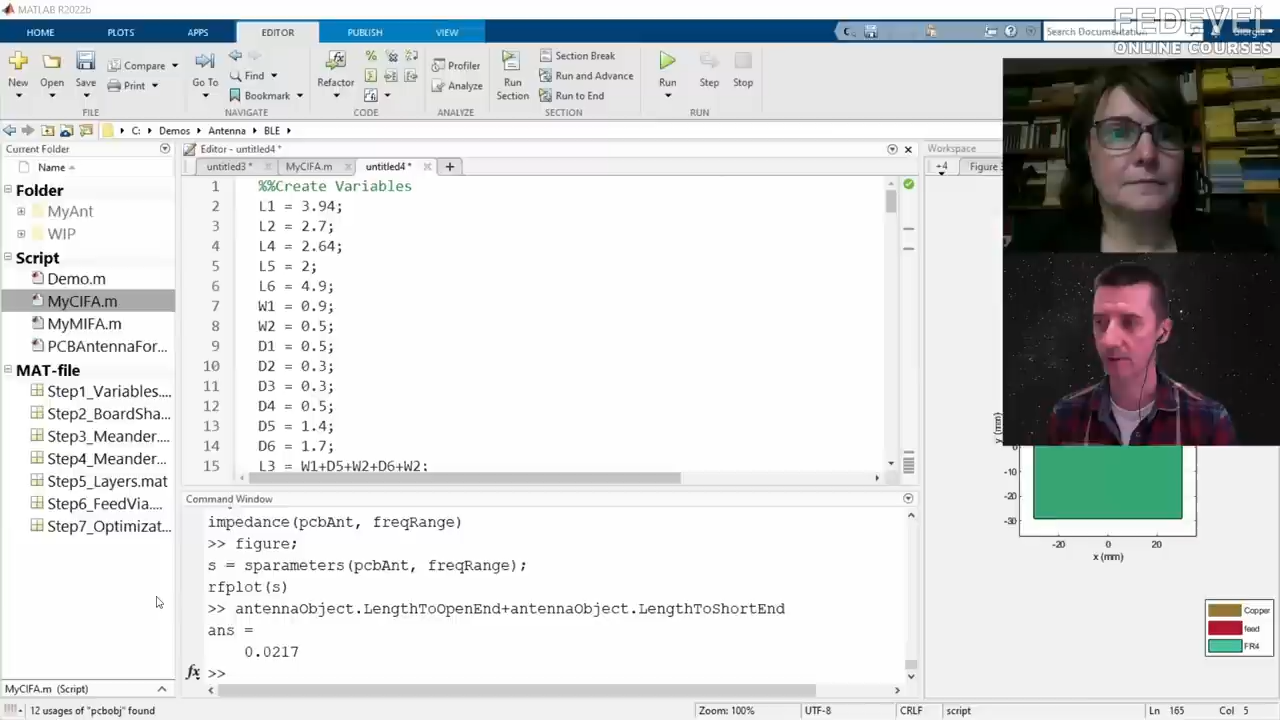 MATLAB R2022b
FEDEVEL
ONLINE COURSES
HOME PLOTS APPS EDITOR PUBLISH VIEW
Search Documentation
New Open Save Compare Print
Go To Find Bookmark
Refactor
Profiler Analyze
Run Section Section Break Run and Advance Run to End
Run Step Stop
FILE NAVIGATE CODE ANALYZE SECTION RUN
C: Demos Antenna BLE
Current Folder
Name
Folder
MyAnt
WIP
Script
Demo.m
MyCIFA.m
MyMIFA.m
PCBAntennaFor...
MAT-file
Step1_Variables....
Step2_BoardSha...
Step3_Meander...
Step4_Meander...
Step5_Layers.mat
Step6_FeedVia....
Step7_Optimizat...
MyCIFA.m (Script)
Editor - untitled4 *
untitled3 * MyCIFA.m untitled4 *
1 %%Create Variables
2 L1 = 3.94;
3 L2 = 2.7;
4 L4 = 2.64;
5 L5 = 2;
6 L6 = 4.9;
7 W1 = 0.9;
8 W2 = 0.5;
9 D1 = 0.5;
10 D2 = 0.3;
11 D3 = 0.3;
12 D4 = 0.5;
13 D5 = 1.4;
14 D6 = 1.7;
15 L3 = W1+D5+W2+D6+W2;
Command Window
impedance(pcbAnt, freqRange)
>> figure;
s = sparameters(pcbAnt, freqRange);
rfplot(s)
>> antennaObject.LengthToOpenEnd+antennaObject.LengthToShortEnd
ans =
0.0217
fx >>
Workspace
+4 Figure 3
y (mm)
-10
-20
-30
-20 0 20
x (mm)
Copper
feed
FR4
12 usages of "pcbobj" found
Zoom: 100% UTF-8 CRLF script Ln 165 Col 5